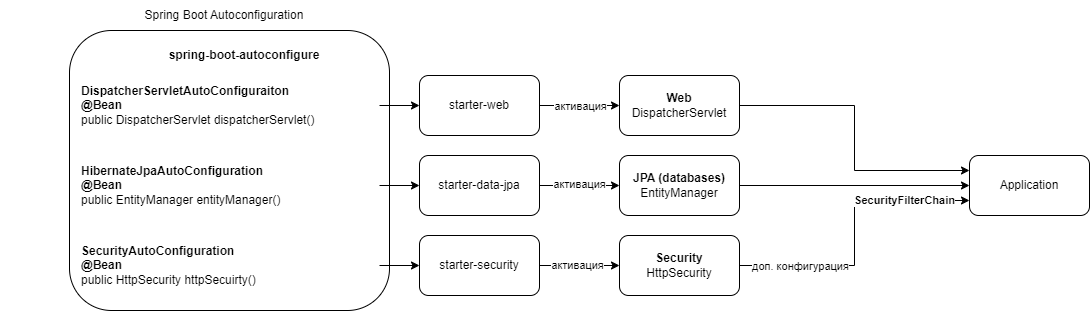 Spring Boot Autoconfiguration
spring-boot-autoconfigure
DispatcherServletAutoConfiguraiton
@Bean
public DispatcherServlet dispatcherServlet()
starter-web
активация
Web
DispatcherServlet
HibernateJpaAutoConfiguration
@Bean
public EntityManager entityManager()
starter-data-jpa
активация
JPA (databases)
EntityManager
Application
SecurityFilterChain
SecurityAutoConfiguration
@Bean
public HttpSecurity httpSecuirty()
starter-security
активация
Security
HttpSecurity
доп. конфигурация